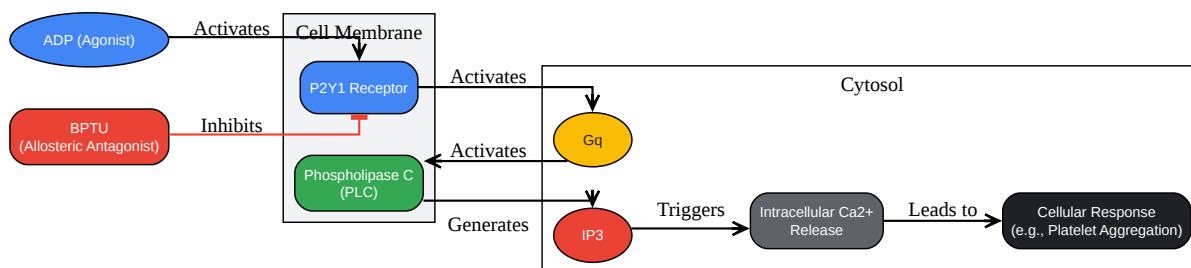 ADP (Agonist)
Activates
Cell Membrane
P2Y1 Receptor
Activates
Cytosol
BPTU
(Allosteric Antagonist)
Inhibits
Gq
Activates
Phospholipase C
(PLC)
Generates
IP3
Triggers
Intracellular Ca2+
Release
Leads to
Cellular Response
(e.g., Platelet Aggregation)